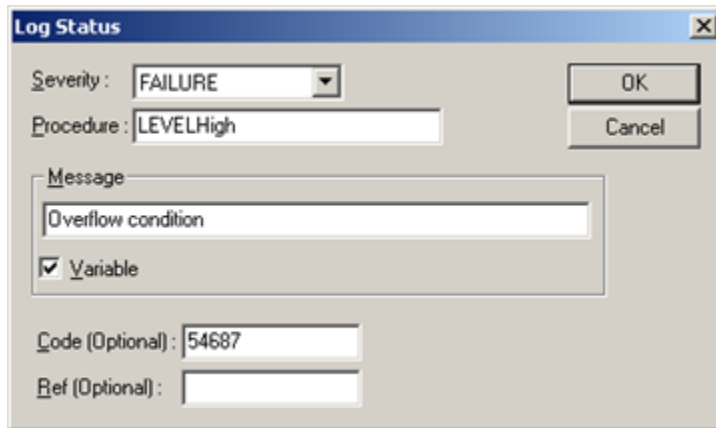 Log Status
Severity : FAILURE
OK
Procedure : LEVELHigh
Cancel
Message
Overflow condition
Variable
Code (Optional) : 54687
Ref (Optional) :